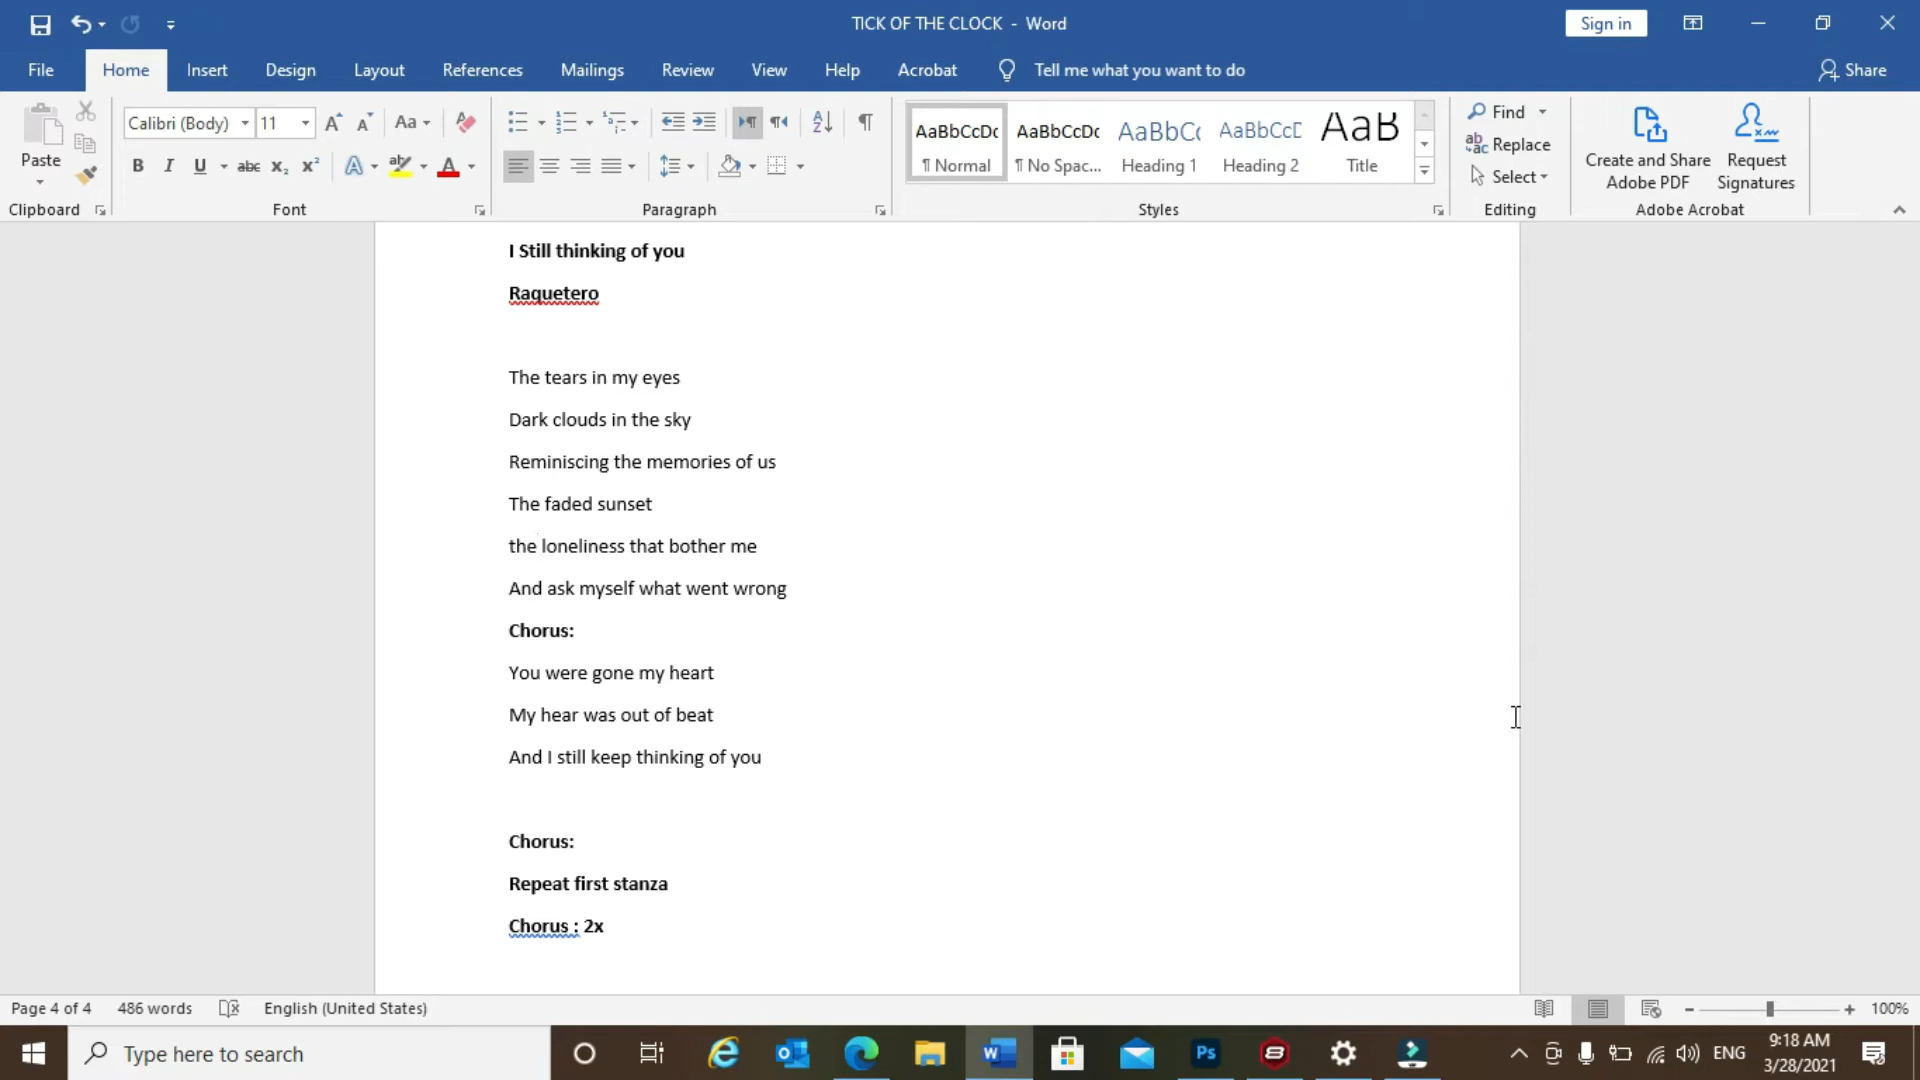 TICK OF THE CLOCK - Word
Sign in
File Home Insert Design Layout References Mailings Review View Help Acrobat Tell me what you want to do Share
Paste
Clipboard
Calibri (Body) 11
Font
Paragraph
AaBbCcDc AaBbCcDc AaBbCc AaBbCcD AaB
¶ Normal ¶ No Spac... Heading 1 Heading 2 Title
Styles
Find
Replace
Select
Editing
Create and Share Adobe PDF
Request Signatures
Adobe Acrobat
I Still thinking of you
Raquetero
The tears in my eyes
Dark clouds in the sky
Reminiscing the memories of us
The faded sunset
the loneliness that bother me
And ask myself what went wrong
Chorus:
You were gone my heart
My hear was out of beat
And I still keep thinking of you
Chorus:
Repeat first stanza
Chorus : 2x
Page 4 of 4 486 words English (United States) 100%
Type here to search
ENG
9:18 AM
3/28/2021